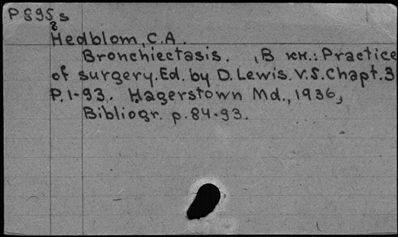 P895s
8
Hedblom, C.A.
Bronchiectasis. , В кн.: Practice
of surgery. Ed. by D. Lewis. V.5. Chapt. 3
P. 1-93. Hagerstown Md., 1936,
Bibliogr. p. 84-93.